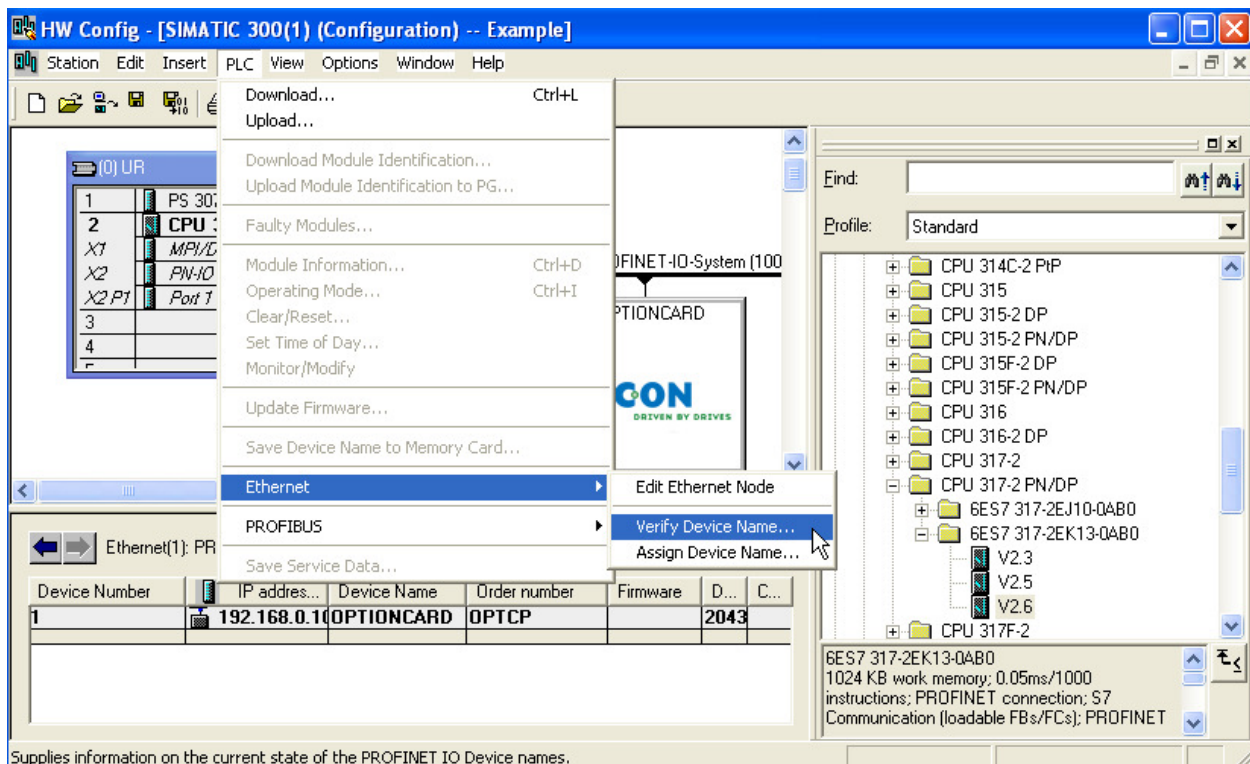 HW Config - [SIMATIC 300(1) (Configuration) -- Example]
Station Edit Insert PLC View Options Window Help
Download... Ctrl+L
Upload...
Download Module Identification...
Upload Module Identification to PG...
Faulty Modules...
Module Information... Ctrl+D
Operating Mode... Ctrl+I
Clear/Reset...
Set Time of Day...
Monitor/Modify
Update Firmware...
Save Device Name to Memory Card...
Ethernet
PROFIBUS
Save Service Data...
Edit Ethernet Node
Verify Device Name...
Assign Device Name...
(0) UR
1 PS 307
2 CPU 3
X1 MPI/D
X2 PN-IO
X2 P1 Port 1
3
4
OFINET-IO-System (100
PTIONCARD
CON
DRIVEN BY DRIVES
Find:
Profile: Standard
CPU 314C-2 PtP
CPU 315
CPU 315-2 DP
CPU 315-2 PN/DP
CPU 315F-2 DP
CPU 315F-2 PN/DP
CPU 316
CPU 316-2 DP
CPU 317-2
CPU 317-2 PN/DP
6ES7 317-2EJ10-0AB0
6ES7 317-2EK13-0AB0
V2.3
V2.5
V2.6
CPU 317F-2
6ES7 317-2EK13-0AB0
1024 KB work memory; 0.05ms/1000
instructions; PROFINET connection; S7
Communication (loadable FBs/FCs); PROFINET
Ethernet(1): PR
Device Number IP addres... Device Name Order number Firmware D... C...
1 192.168.0.10 OPTIONCARD OPTCP 2043
Supplies information on the current state of the PROFINET IO Device names.